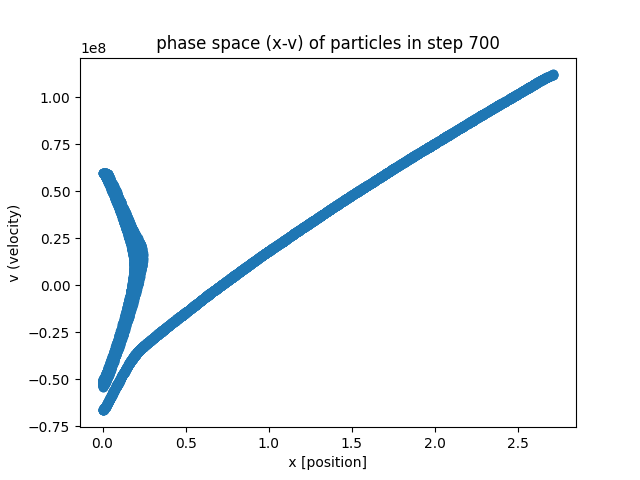 phase space (x-v) of particles in step 700
1e8
1.00
0.75
0.50
0.25
0.00
−0.25
−0.50
−0.75
v (velocity)
0.0 0.5 1.0 1.5 2.0 2.5
x [position]